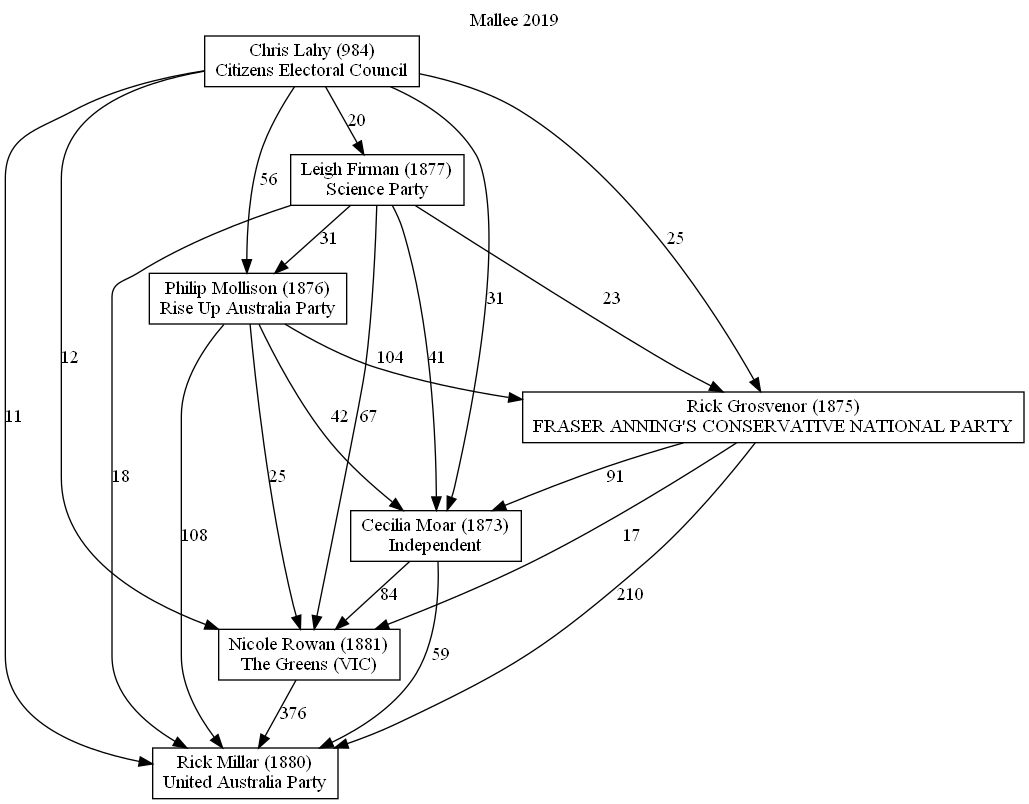 Mallee 2019
Chris Lahy (984)
Citizens Electoral Council
20
Leigh Firman (1877)
Science Party
56
31
25
Philip Mollison (1876)
Rise Up Australia Party
31
23
12
104
41
Rick Grosvenor (1875)
FRASER ANNING'S CONSERVATIVE NATIONAL PARTY
11
42
67
18
25
91
Cecilia Moar (1873)
Independent
108
17
84
210
Nicole Rowan (1881)
The Greens (VIC)
59
376
Rick Millar (1880)
United Australia Party